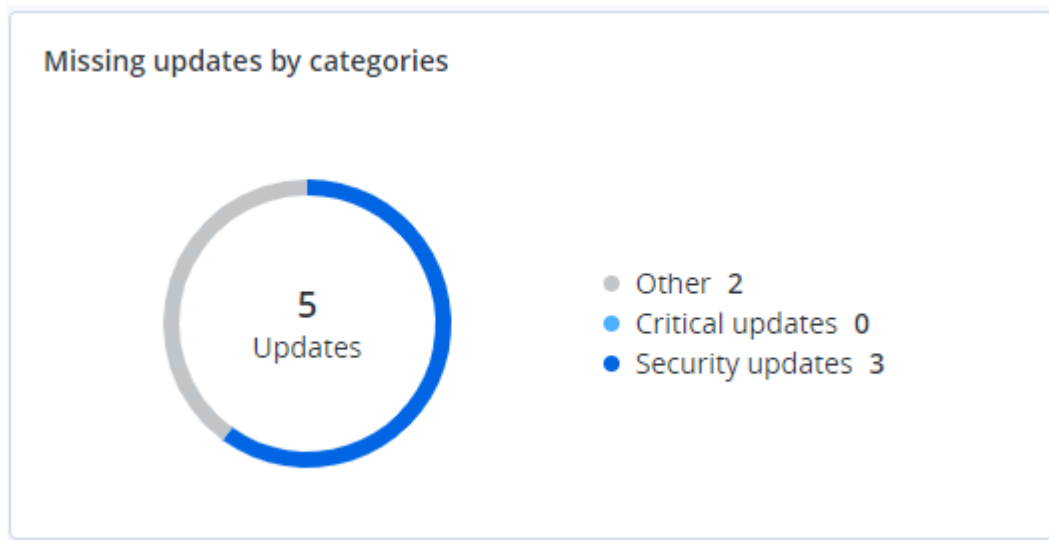 Missing updates by categories
5
Updates
Other 2
Critical updates 0
Security updates 3